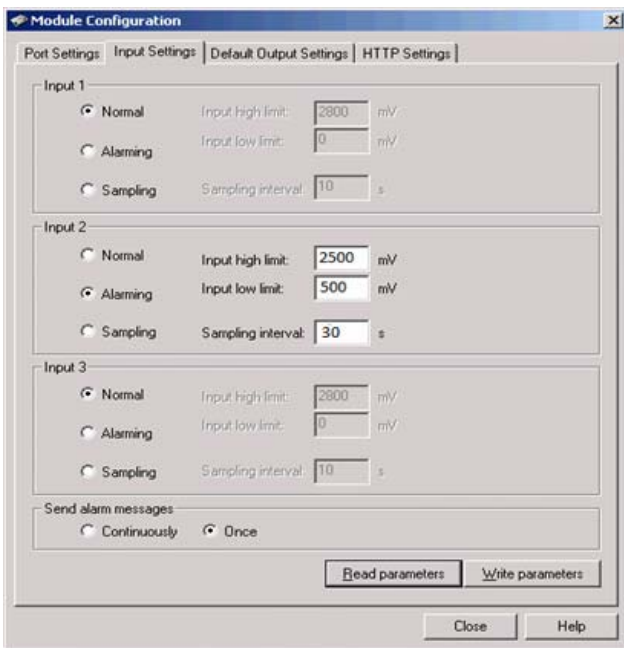 Module Configuration
Port Settings Input Settings Default Output Settings HTTP Settings
Input 1
Normal Input high limit: 2800 mV
Alarming Input low limit: 0 mV
Sampling Sampling interval: 10 s
Input 2
Normal Input high limit: 2500 mV
Alarming Input low limit: 500 mV
Sampling Sampling interval: 30 s
Input 3
Normal Input high limit: 2800 mV
Alarming Input low limit: 0 mV
Sampling Sampling interval: 10 s
Send alarm messages
Continuously Once
Read parameters Write parameters
Close Help